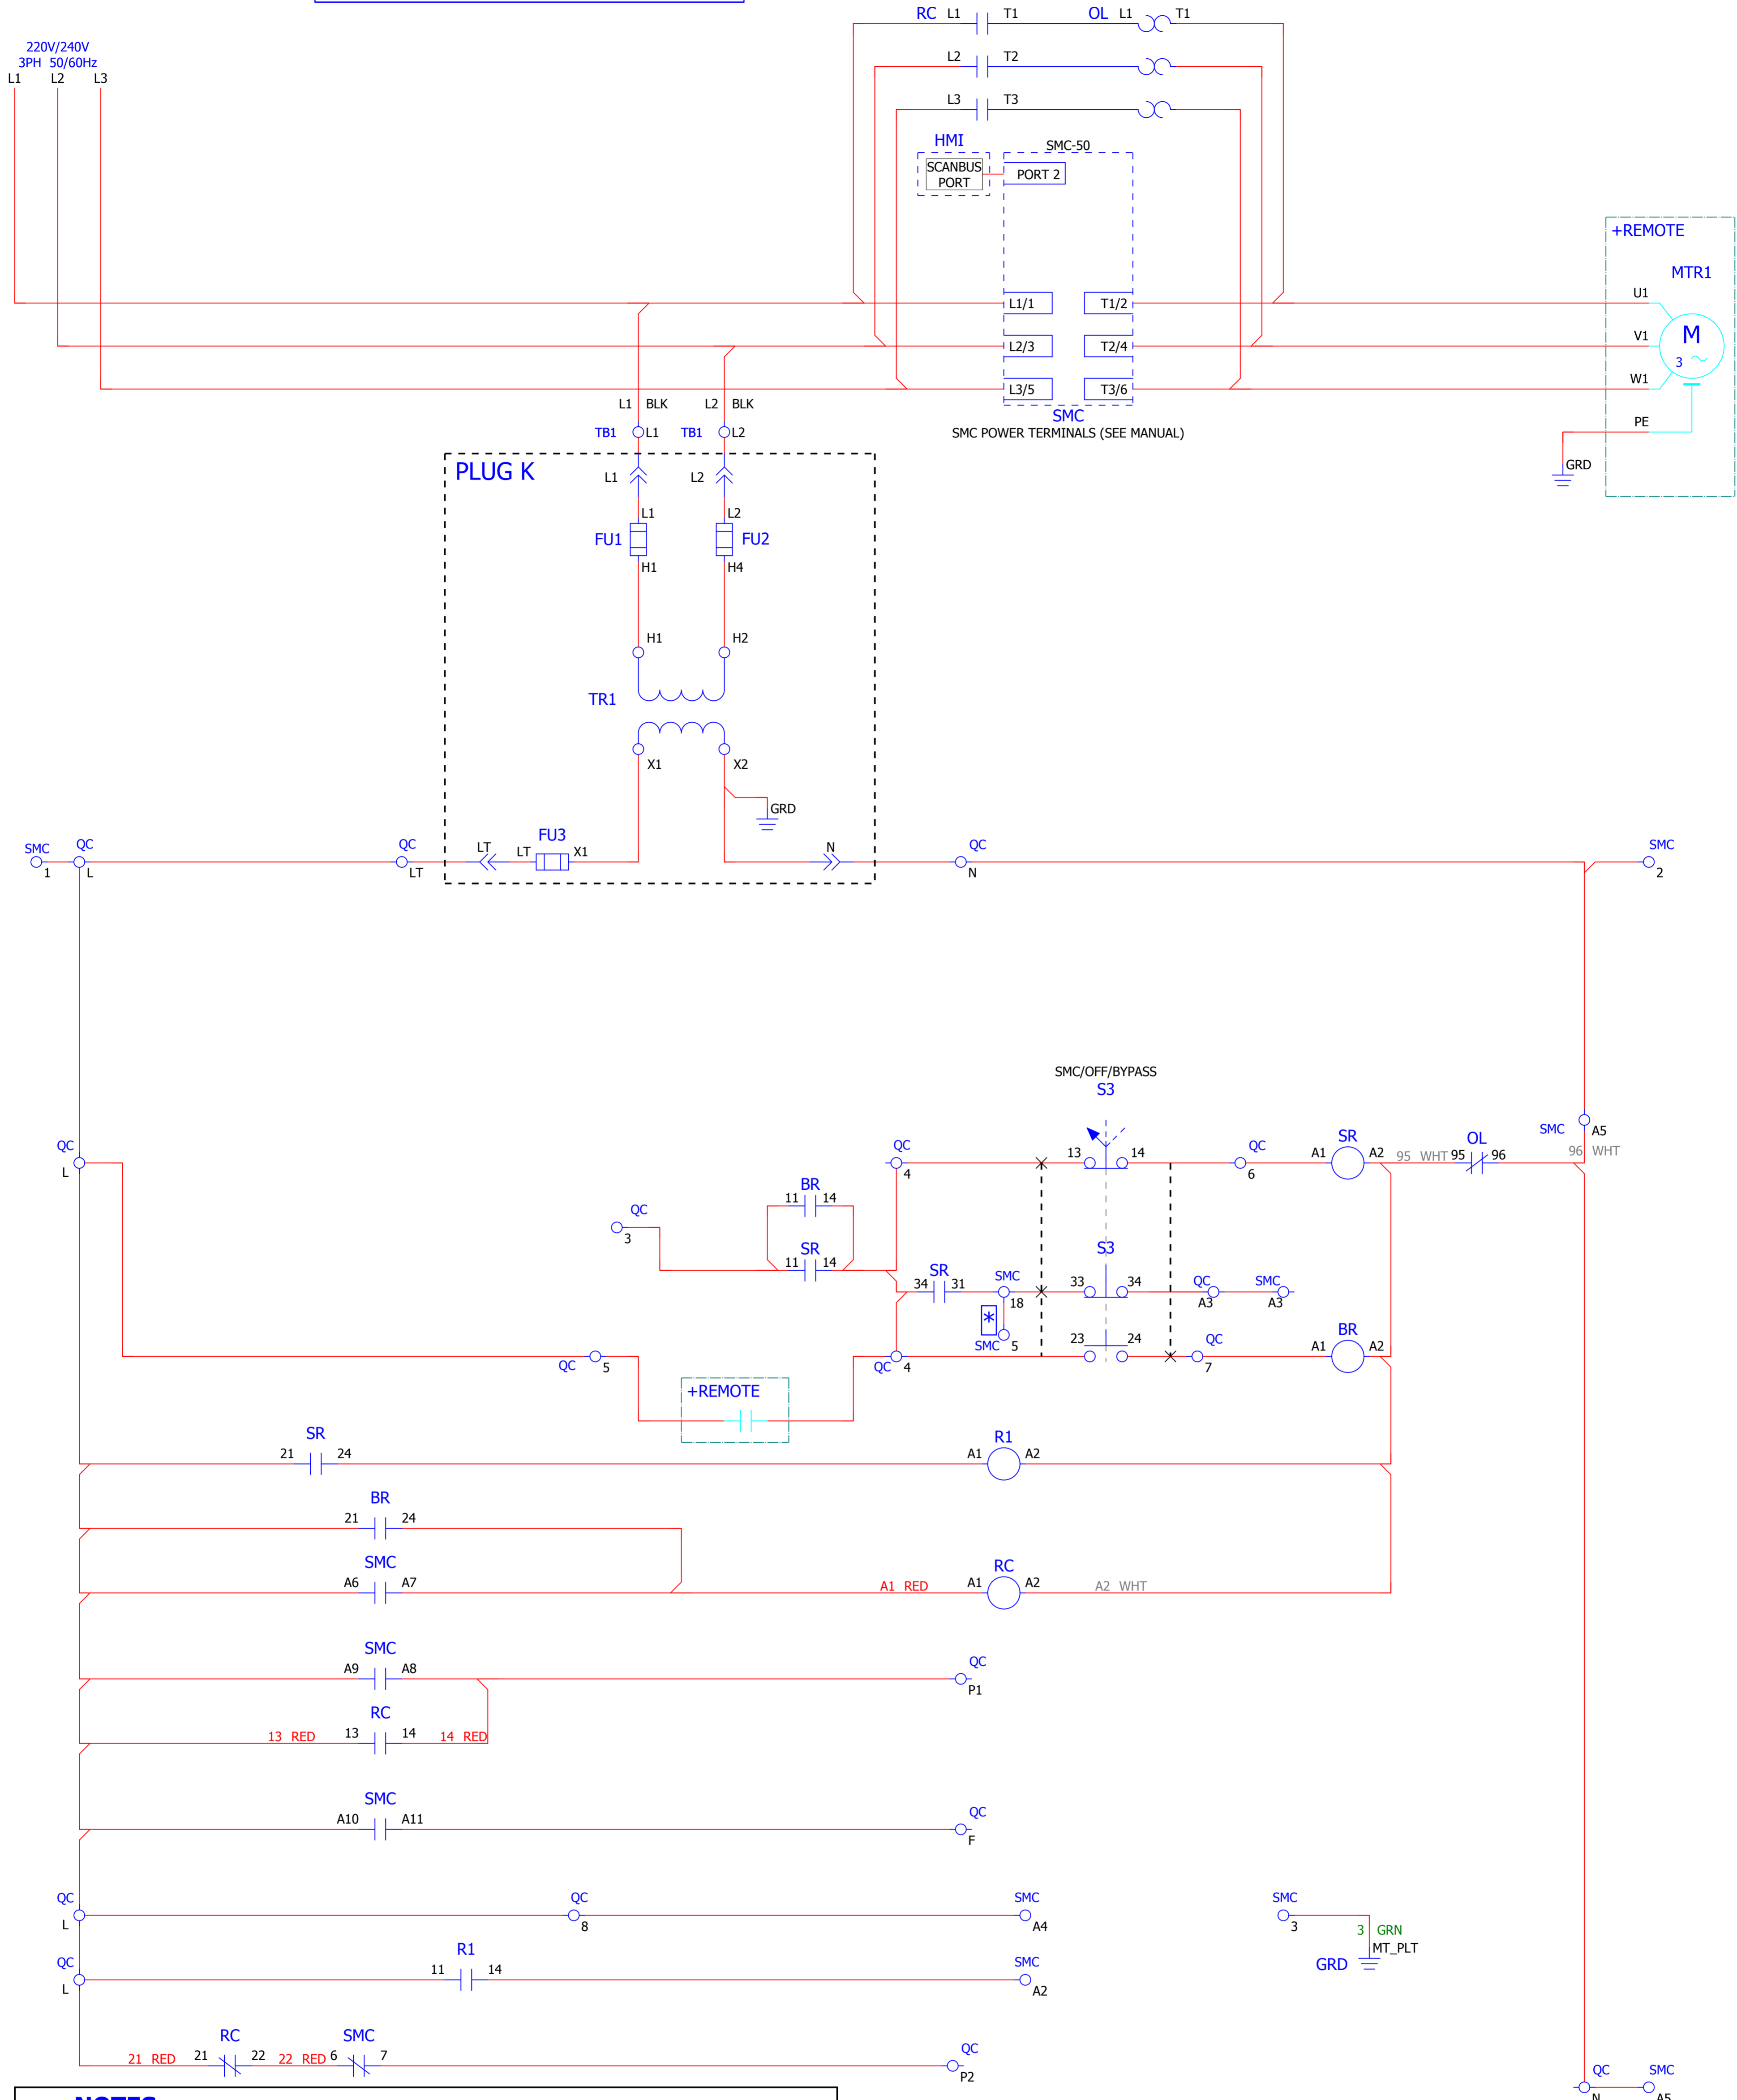 RC L1 T1 OL L1 T1
220V/240V
3PH 50/60Hz
L1 L2 L3
L2 T2
L3 T3
HMI
SMC-50
SCANBUS
PORT
PORT 2
+REMOTE
MTR1
L1/1 T1/2 U1
L2/3 T2/4 V1
M
3
L3/5 T3/6 W1
L1 BLK L2 BLK
SMC
SMC POWER TERMINALS (SEE MANUAL)
PE
GRD
TB1 L1 TB1 L2
PLUG K
L1 L2
L1 L2
FU1 FU2
H1 H4
H1 H2
TR1
X1 X2
GRD
SMC QC QC FU3 QC SMC
LT LT X1 N
1 L LT N 2
SMC/OFF/BYPASS
S3
SMC A5
QC QC 13 14 QC SR OL
A1 A2 95 WHT 95 96 96 WHT
L 4 6
BR
11 14
QC
3
SR
11 14
S3
SR SMC QC SMC
34 31 33 34
18 A3 A3
*
SMC 5
23 24 QC BR
A1 A2
QC 5 QC 4 7
+REMOTE
SR R1
21 24 A1 A2
BR
21 24
SMC RC
A6 A7 A1 RED A1 A2 A2 WHT
SMC QC
A9 A8
P1
RC
13 RED 13 14 14 RED
SMC QC
A10 A11
F
QC QC SMC SMC
L 8 A4 3
3 GRN
MT_PLT
GRD
QC R1 SMC
11 14
L A2
RC SMC QC
21 RED 21 22 22 RED 6 7
P2
QC SMC
N A5
NOTES